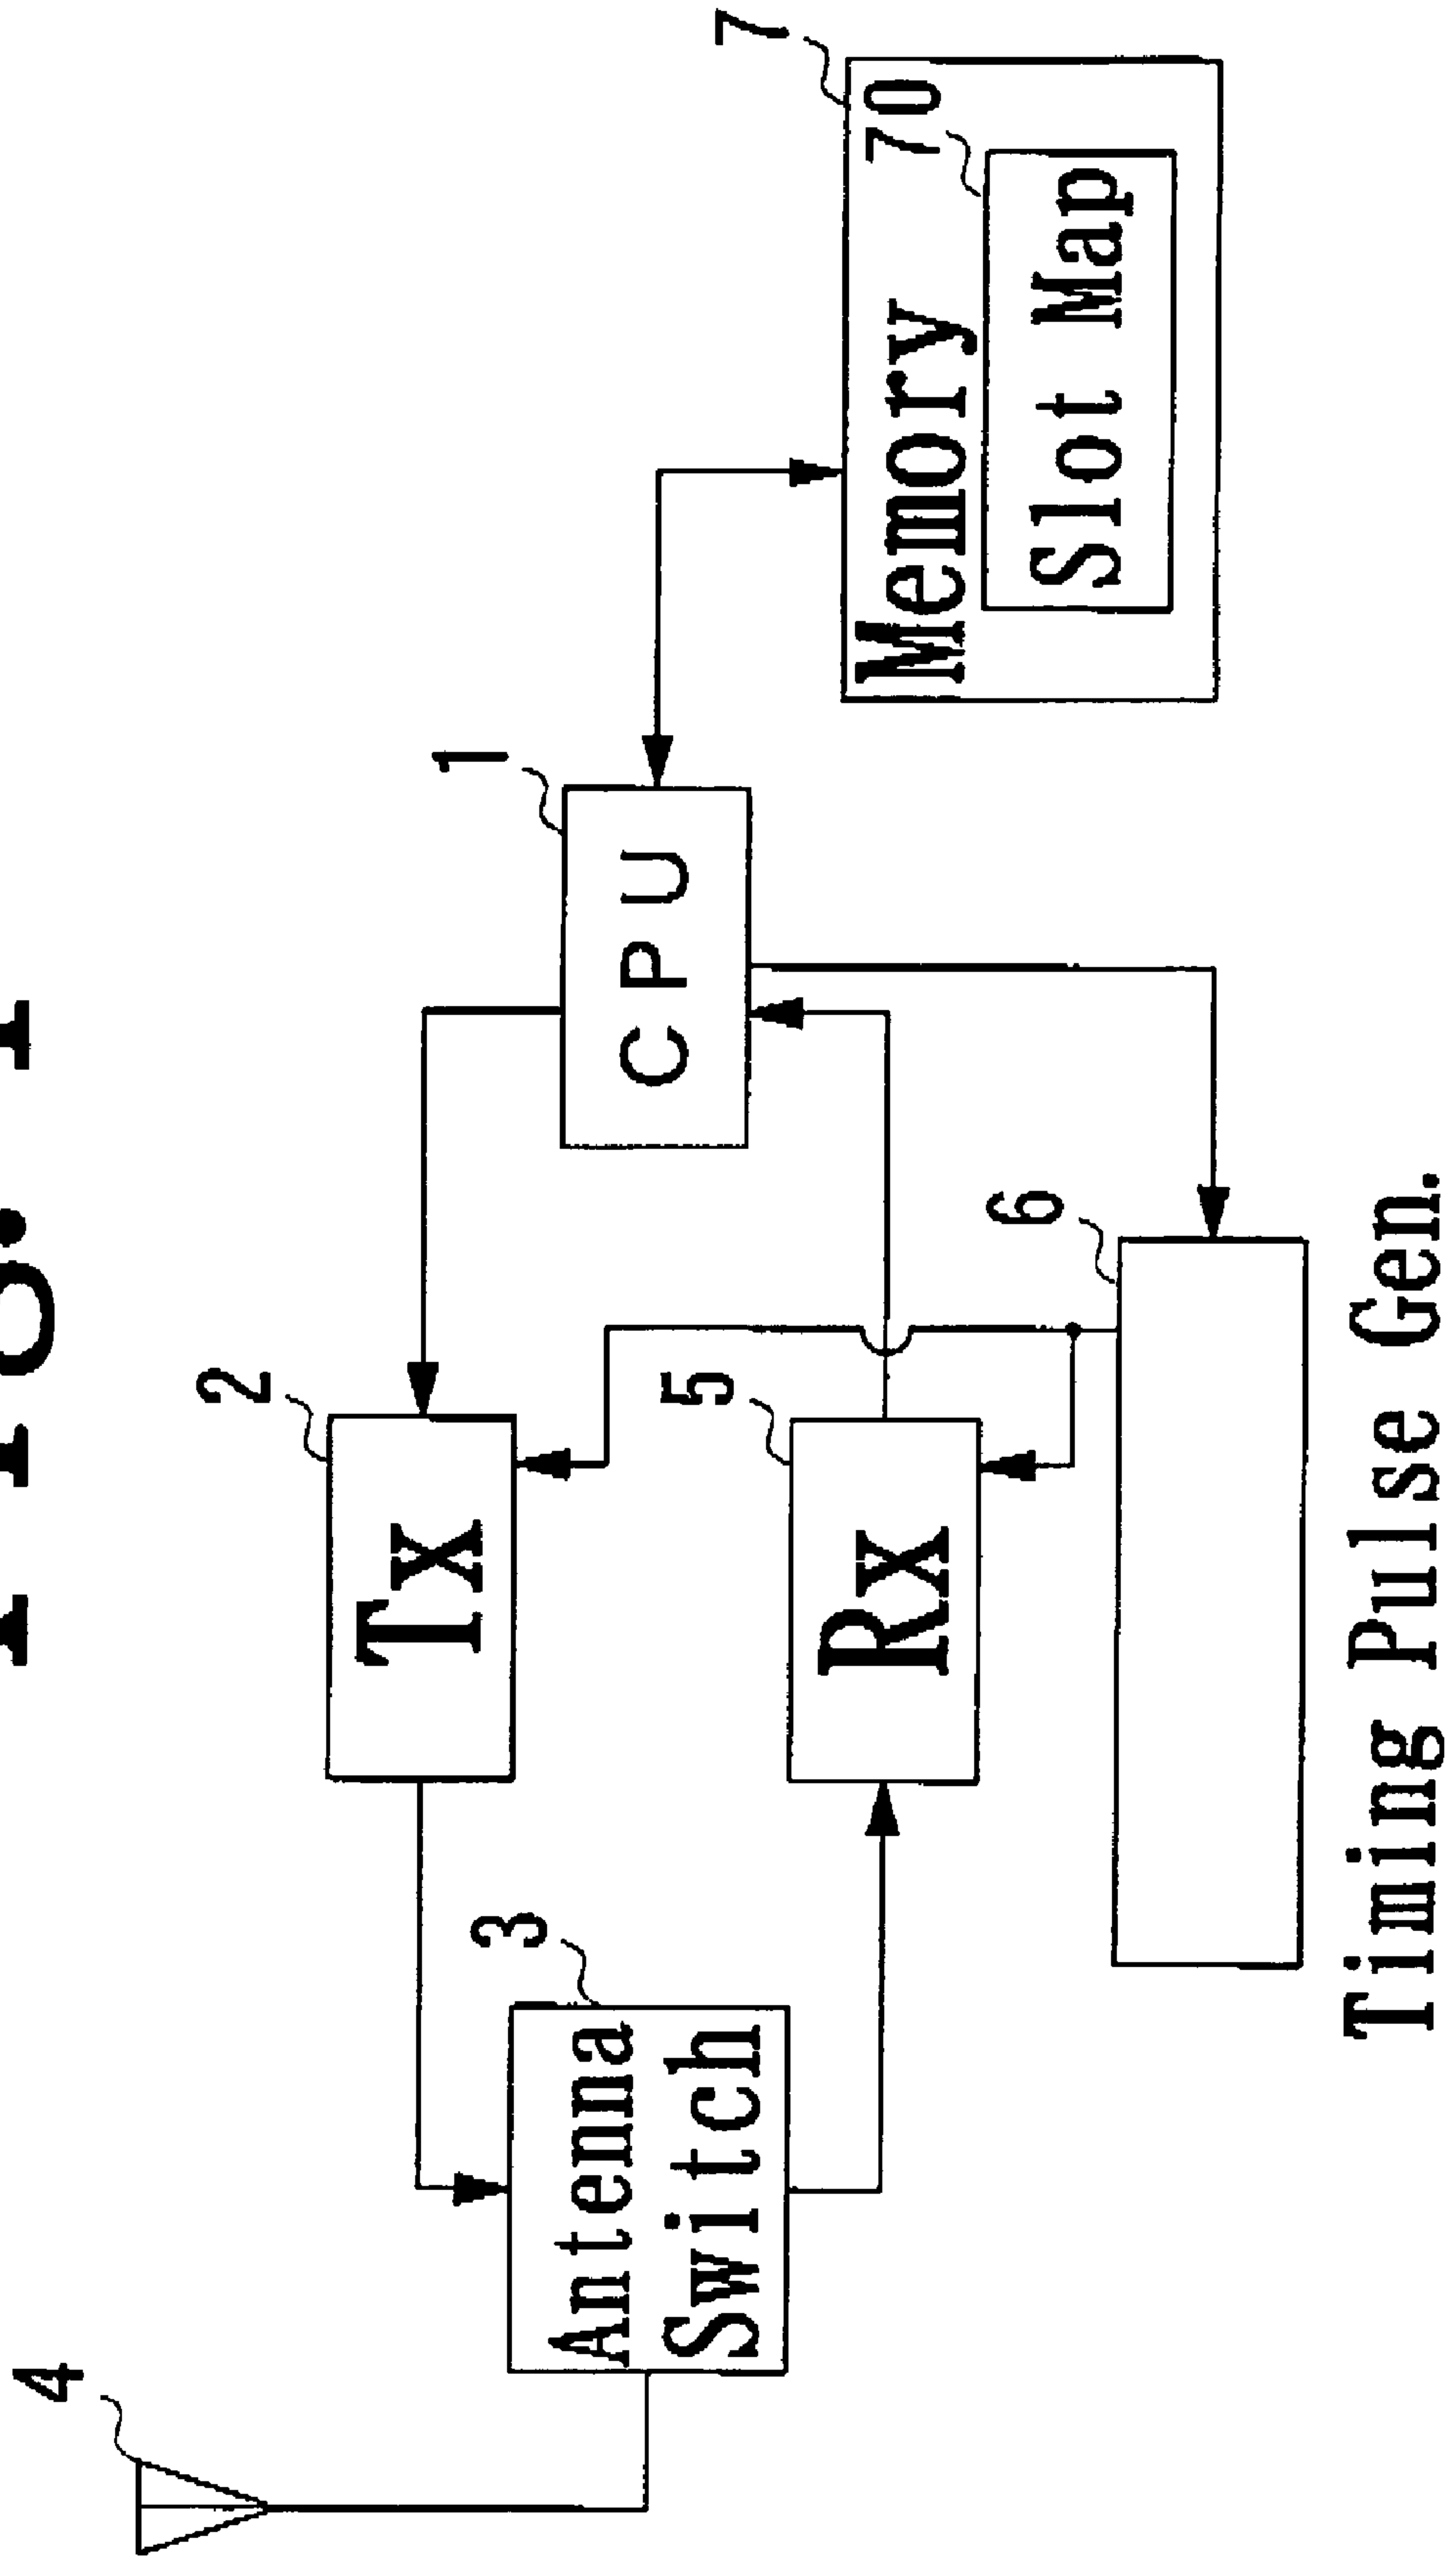 Fig. 1
4
3
Antenna
Switch
2
Tx
5
Rx
6
Timing Pulse Gen.
1
CPU
7
Memory
70
Slot Map